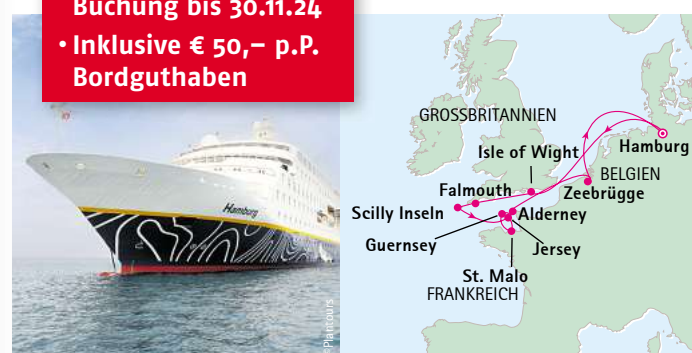 Buchung bis 30.11.24
• Inklusive € 50,– p.P.
Bordguthaben
GROSSBRITANNIEN
Isle of Wight
Hamburg
BELGIEN
Falmouth
Zeebrügge
Scilly Inseln
Alderney
Guernsey
Jersey
St. Malo
FRANKREICH
Hamburg
Plantours